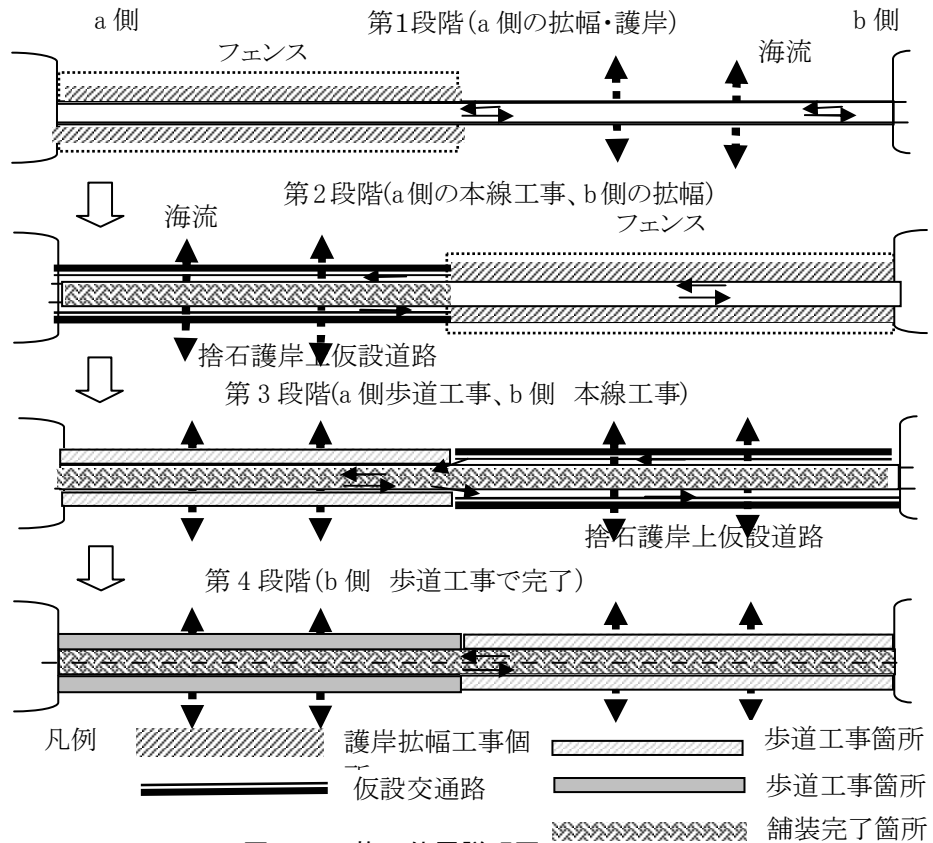 a 側
第1段階(a 側の拡幅・護岸)
b 側
フェンス
海流
第2段階(a側の本線工事、b側の拡幅)
海流
フェンス
捨石護岸上仮設道路
第 3 段階(a 側歩道工事、b 側 本線工事)
捨石護岸上仮設道路
第 4 段階(b 側 歩道工事で完了)
凡例
護岸拡幅工事個
歩道工事箇所
仮設交通路
歩道工事箇所
舗装完了箇所